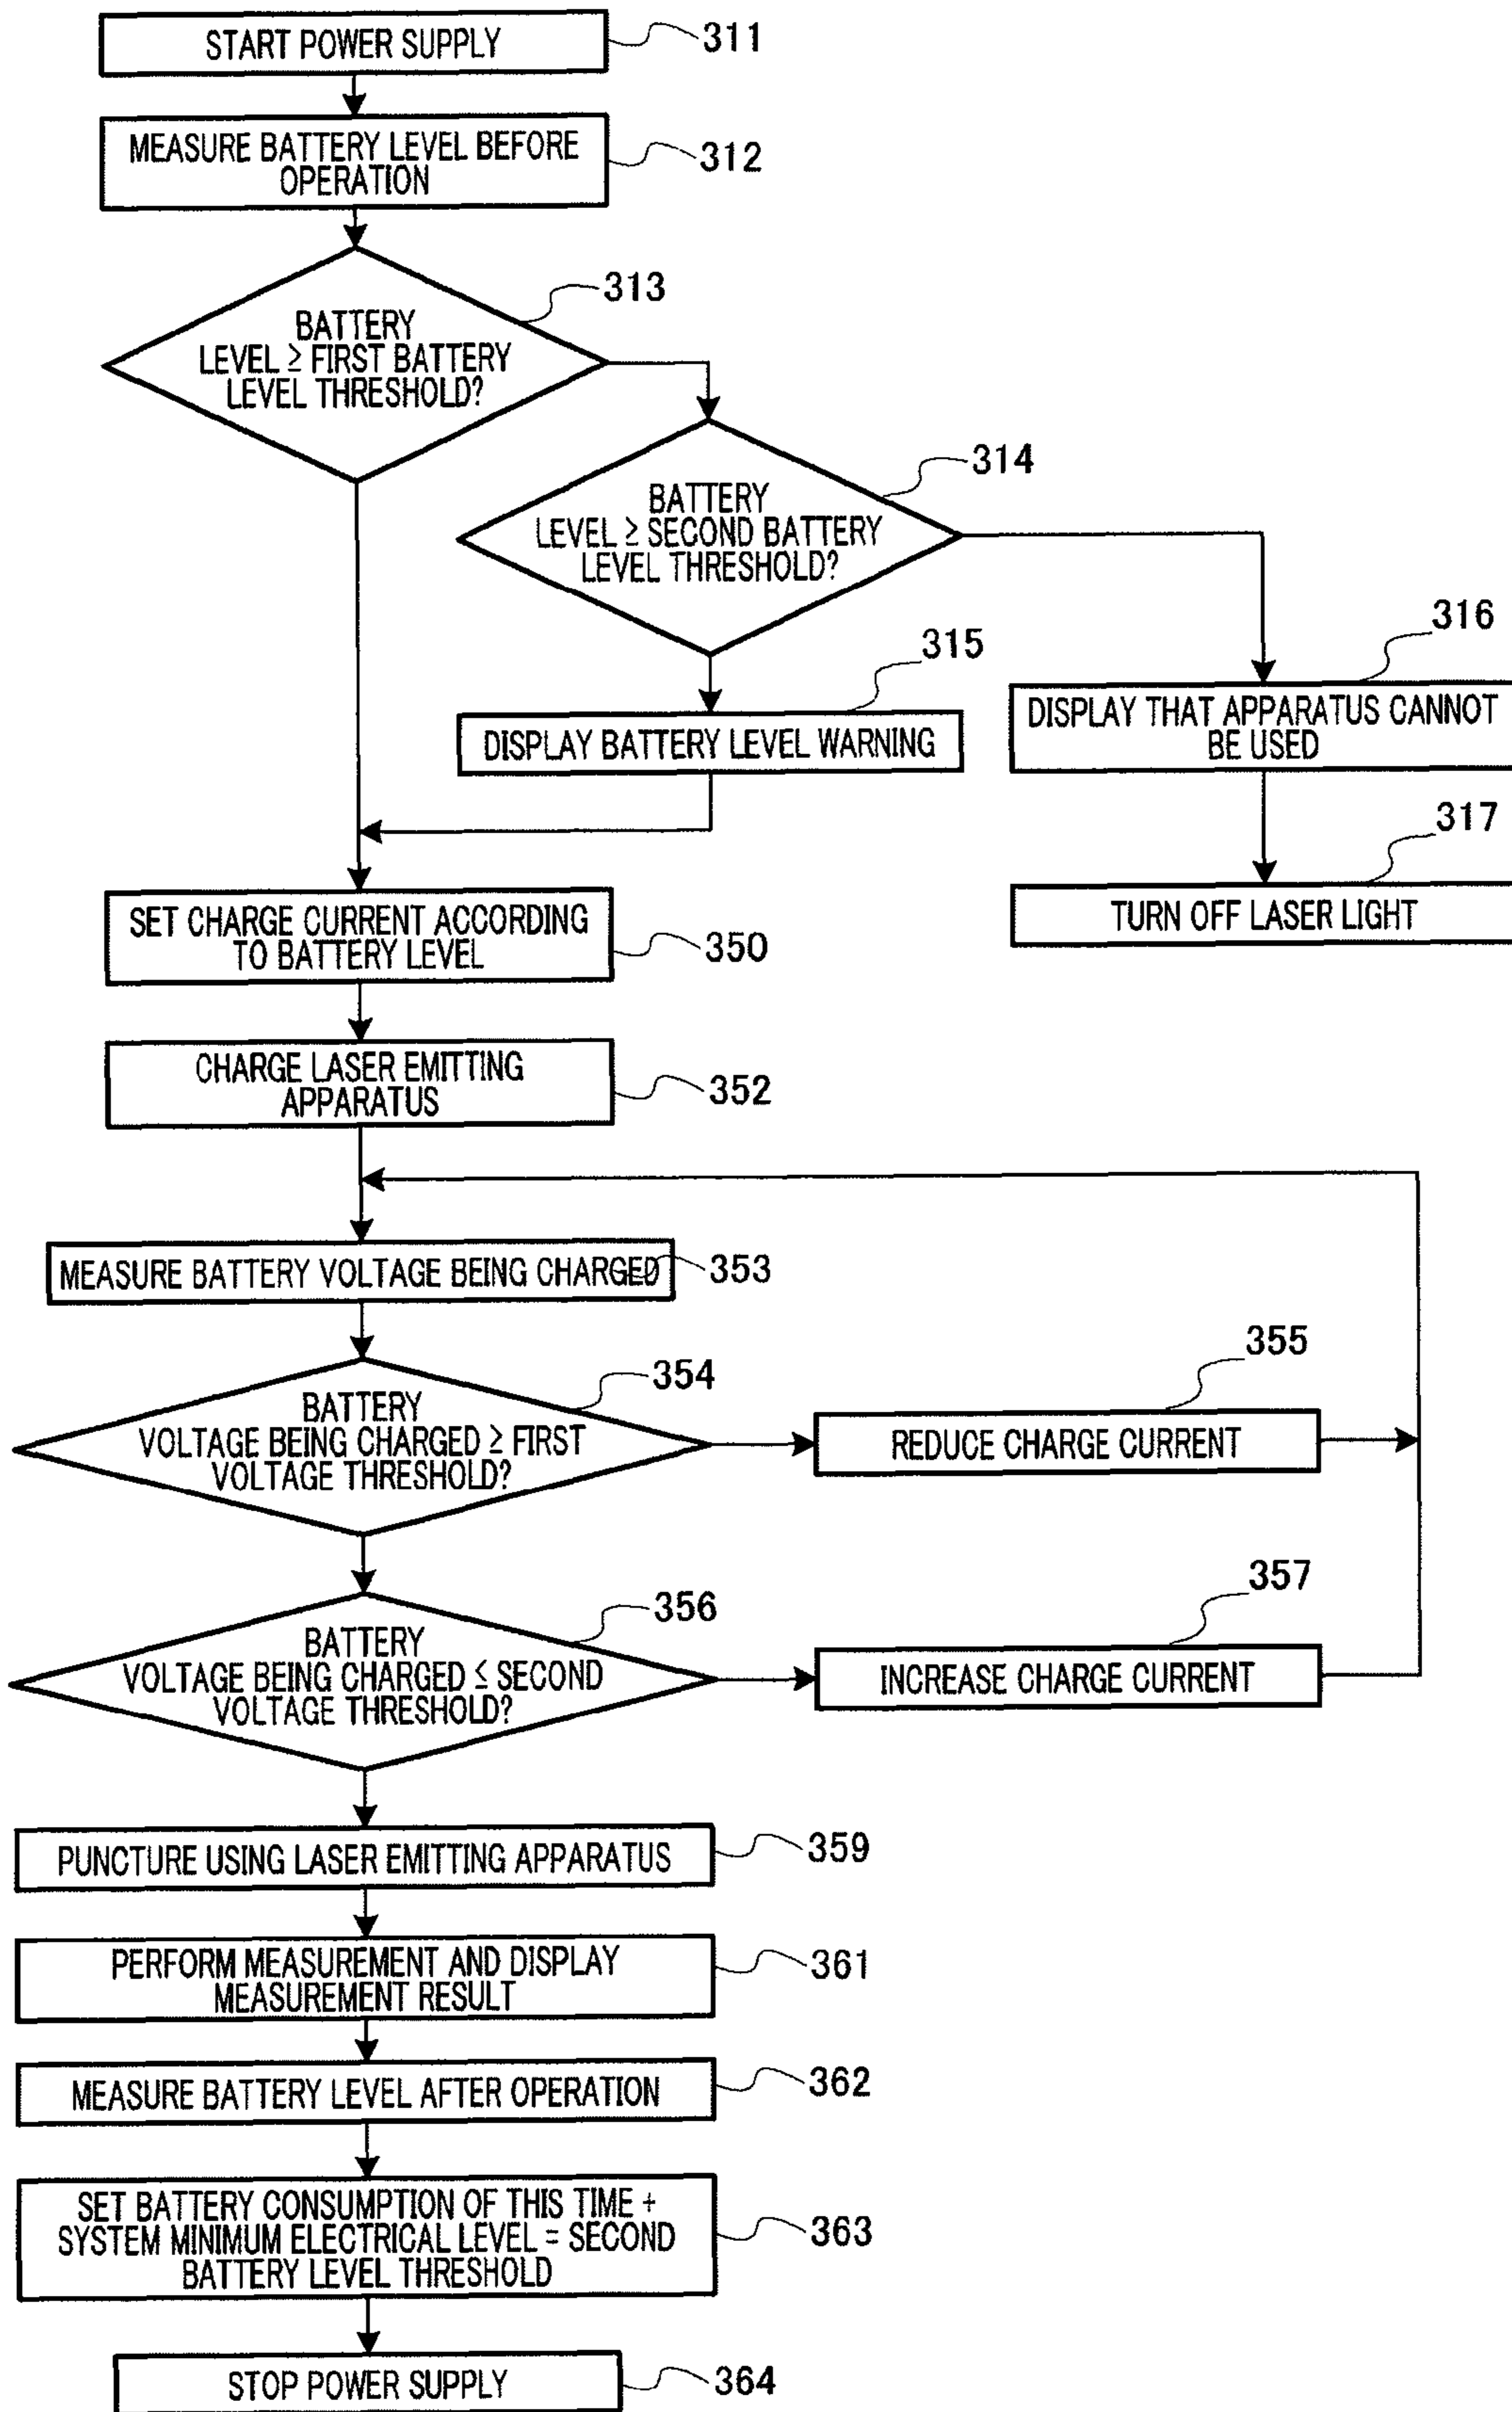 START POWER SUPPLY
311
MEASURE BATTERY LEVEL BEFORE
OPERATION
312
313
BATTERY
LEVEL ≥ FIRST BATTERY
LEVEL THRESHOLD?
314
BATTERY
LEVEL ≥ SECOND BATTERY
LEVEL THRESHOLD?
315
DISPLAY BATTERY LEVEL WARNING
316
DISPLAY THAT APPARATUS CANNOT
BE USED
317
TURN OFF LASER LIGHT
SET CHARGE CURRENT ACCORDING
TO BATTERY LEVEL
350
CHARGE LASER EMITTING
APPARATUS
352
MEASURE BATTERY VOLTAGE BEING CHARGED
353
354
BATTERY
VOLTAGE BEING CHARGED ≥ FIRST
VOLTAGE THRESHOLD?
355
REDUCE CHARGE CURRENT
356
BATTERY
VOLTAGE BEING CHARGED ≤ SECOND
VOLTAGE THRESHOLD?
357
INCREASE CHARGE CURRENT
PUNCTURE USING LASER EMITTING APPARATUS
359
PERFORM MEASUREMENT AND DISPLAY
MEASUREMENT RESULT
361
MEASURE BATTERY LEVEL AFTER OPERATION
362
SET BATTERY CONSUMPTION OF THIS TIME +
SYSTEM MINIMUM ELECTRICAL LEVEL = SECOND
BATTERY LEVEL THRESHOLD
363
STOP POWER SUPPLY
364